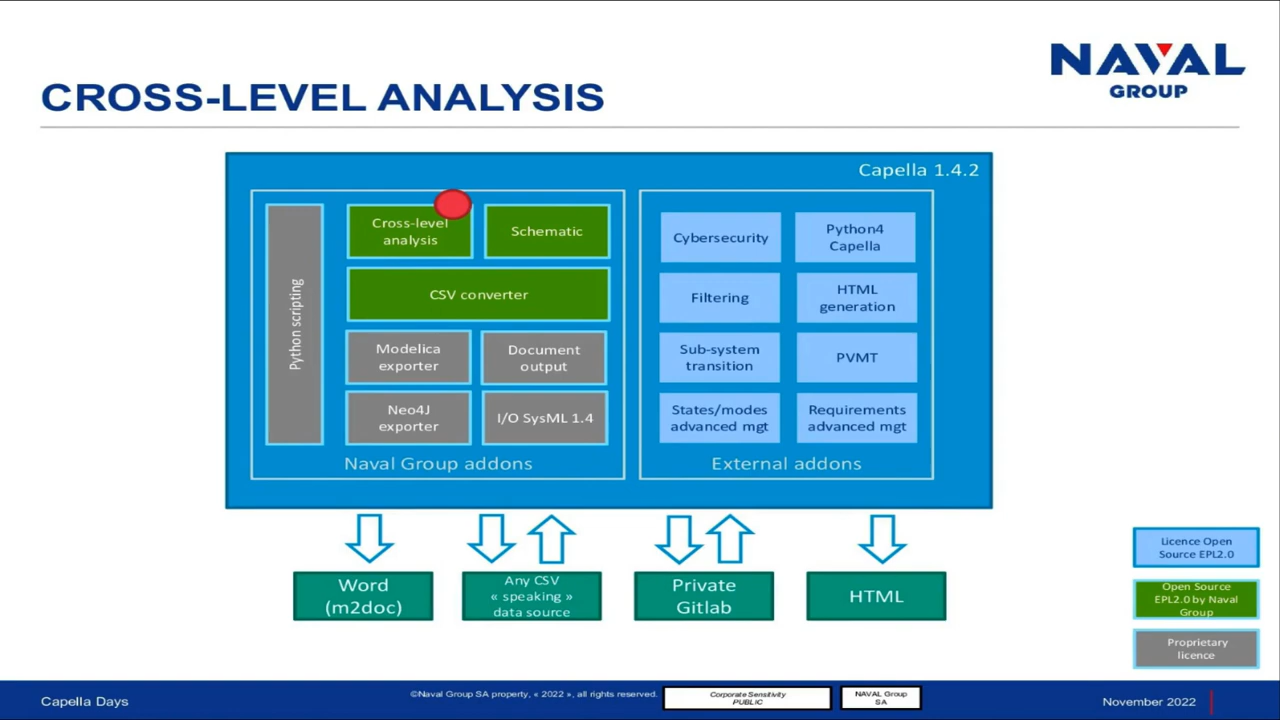 NAVAL
GROUP
CROSS-LEVEL ANALYSIS
Capella 1.4.2
Python scripting
Cross-level
analysis
Schematic
CSV converter
Modelica
exporter
Document
output
Neo4J
exporter
I/O SysML 1.4
Naval Group addons
Cybersecurity
Python4
Capella
Filtering
HTML
generation
Sub-system
transition
PVMT
States/modes
advanced mgt
Requirements
advanced mgt
External addons
Word
(m2doc)
Any CSV
« speaking »
data source
Private
Gitlab
HTML
Licence Open
Source EPL2.0
Open Source
EPL2.0 by Naval
Group
Proprietary
licence
Capella Days
©Naval Group SA property, « 2022 », all rights reserved.
Corporate Sensitivity
PUBLIC
NAVAL Group
SA
November 2022